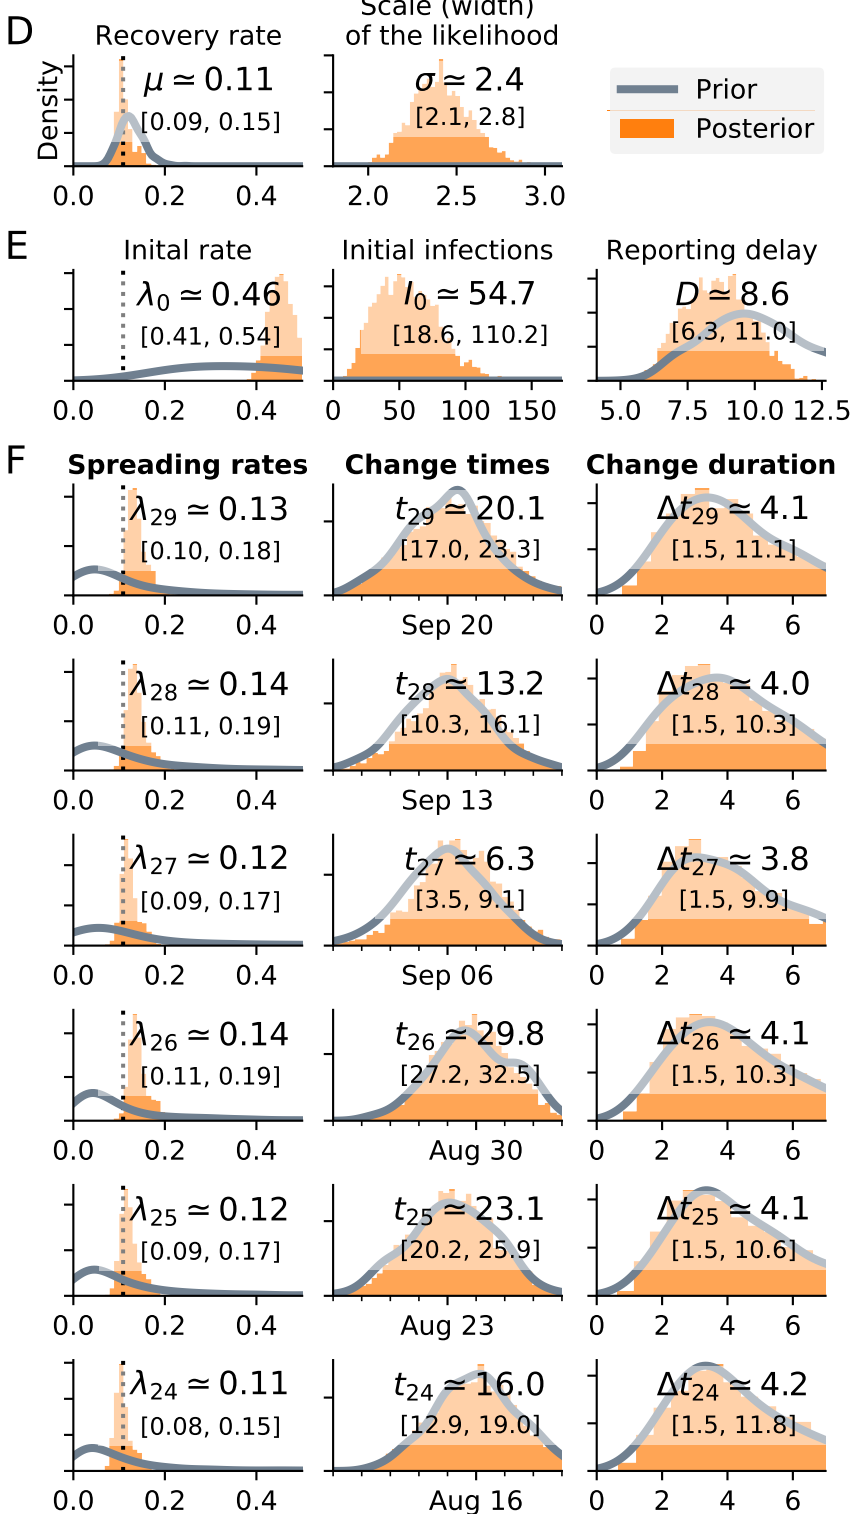 D
Recovery rate
Scale (width)
of the likelihood
Density
μ ≃ 0.11
[0.09, 0.15]
σ ≃ 2.4
[2.1, 2.8]
Prior
Posterior
0.0 0.2 0.4
2.0 2.5 3.0
E
Inital rate
Initial infections
Reporting delay
λ0 ≃ 0.46
[0.41, 0.54]
I0 ≃ 54.7
[18.6, 110.2]
D ≃ 8.6
[6.3, 11.0]
0.0 0.2 0.4
0 50 100 150
5.0 7.5 10.0 12.5
F
Spreading rates
Change times
Change duration
λ29 ≃ 0.13
[0.10, 0.18]
t29 ≃ 20.1
[17.0, 23.3]
Δt29 ≃ 4.1
[1.5, 11.1]
0.0 0.2 0.4
Sep 20
0 2 4 6
λ28 ≃ 0.14
[0.11, 0.19]
t28 ≃ 13.2
[10.3, 16.1]
Δt28 ≃ 4.0
[1.5, 10.3]
0.0 0.2 0.4
Sep 13
0 2 4 6
λ27 ≃ 0.12
[0.09, 0.17]
t27 ≃ 6.3
[3.5, 9.1]
Δt27 ≃ 3.8
[1.5, 9.9]
0.0 0.2 0.4
Sep 06
0 2 4 6
λ26 ≃ 0.14
[0.11, 0.19]
t26 ≃ 29.8
[27.2, 32.5]
Δt26 ≃ 4.1
[1.5, 10.3]
0.0 0.2 0.4
Aug 30
0 2 4 6
λ25 ≃ 0.12
[0.09, 0.17]
t25 ≃ 23.1
[20.2, 25.9]
Δt25 ≃ 4.1
[1.5, 10.6]
0.0 0.2 0.4
Aug 23
0 2 4 6
λ24 ≃ 0.11
[0.08, 0.15]
t24 ≃ 16.0
[12.9, 19.0]
Δt24 ≃ 4.2
[1.5, 11.8]
0.0 0.2 0.4
Aug 16
0 2 4 6